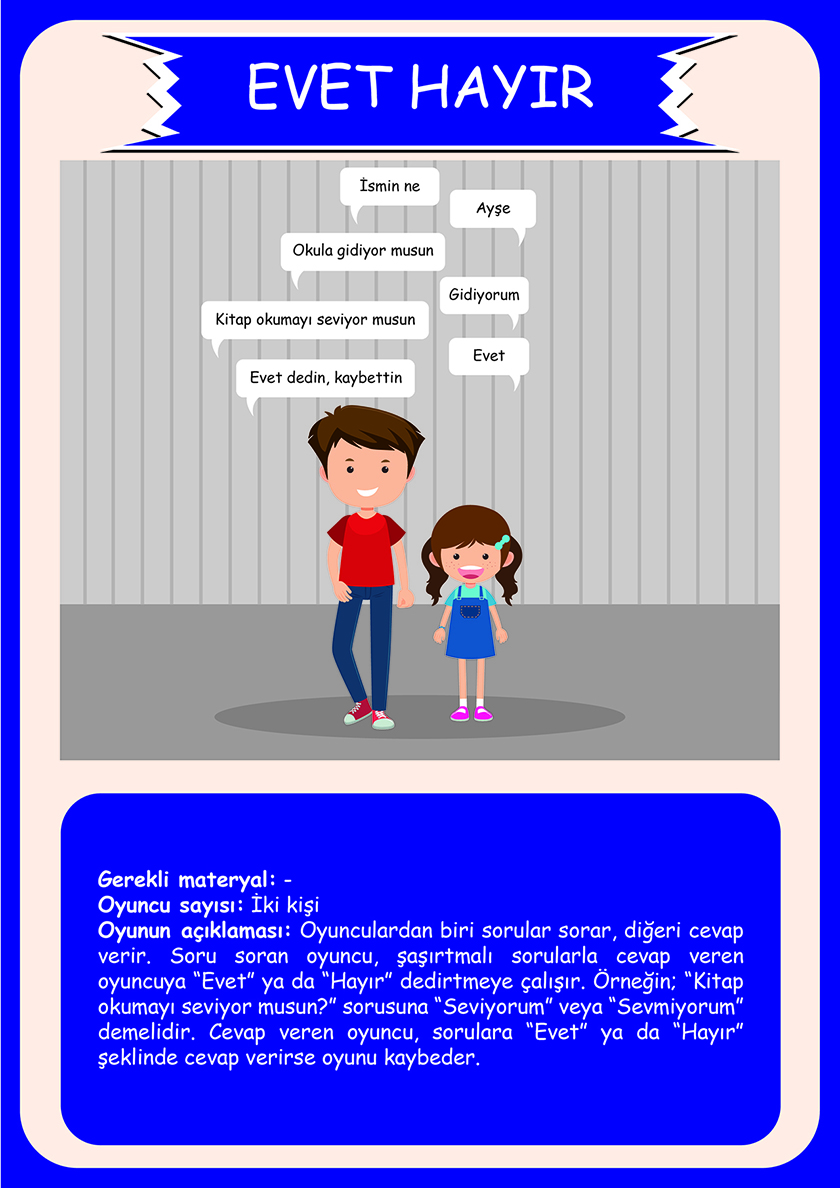 EVET HAYIR
İsmin ne
Ayşe
Okula gidiyor musun
Gidiyorum
Kitap okumayı seviyor musun
Evet
Evet dedin, kaybettin
Gerekli materyal: -
Oyuncu sayısı: İki kişi
Oyunun açıklaması: Oyunculardan biri sorular sorar, diğeri cevap
verir. Soru soran oyuncu, şaşırtmalı sorularla cevap veren
oyuncuya “Evet” ya da “Hayır” dedirtmeye çalışır. Örneğin; “Kitap
okumayı seviyor musun?” sorusuna “Seviyorum” veya “Sevmiyorum”
demelidir. Cevap veren oyuncu, sorulara “Evet” ya da “Hayır”
şeklinde cevap verirse oyunu kaybeder.